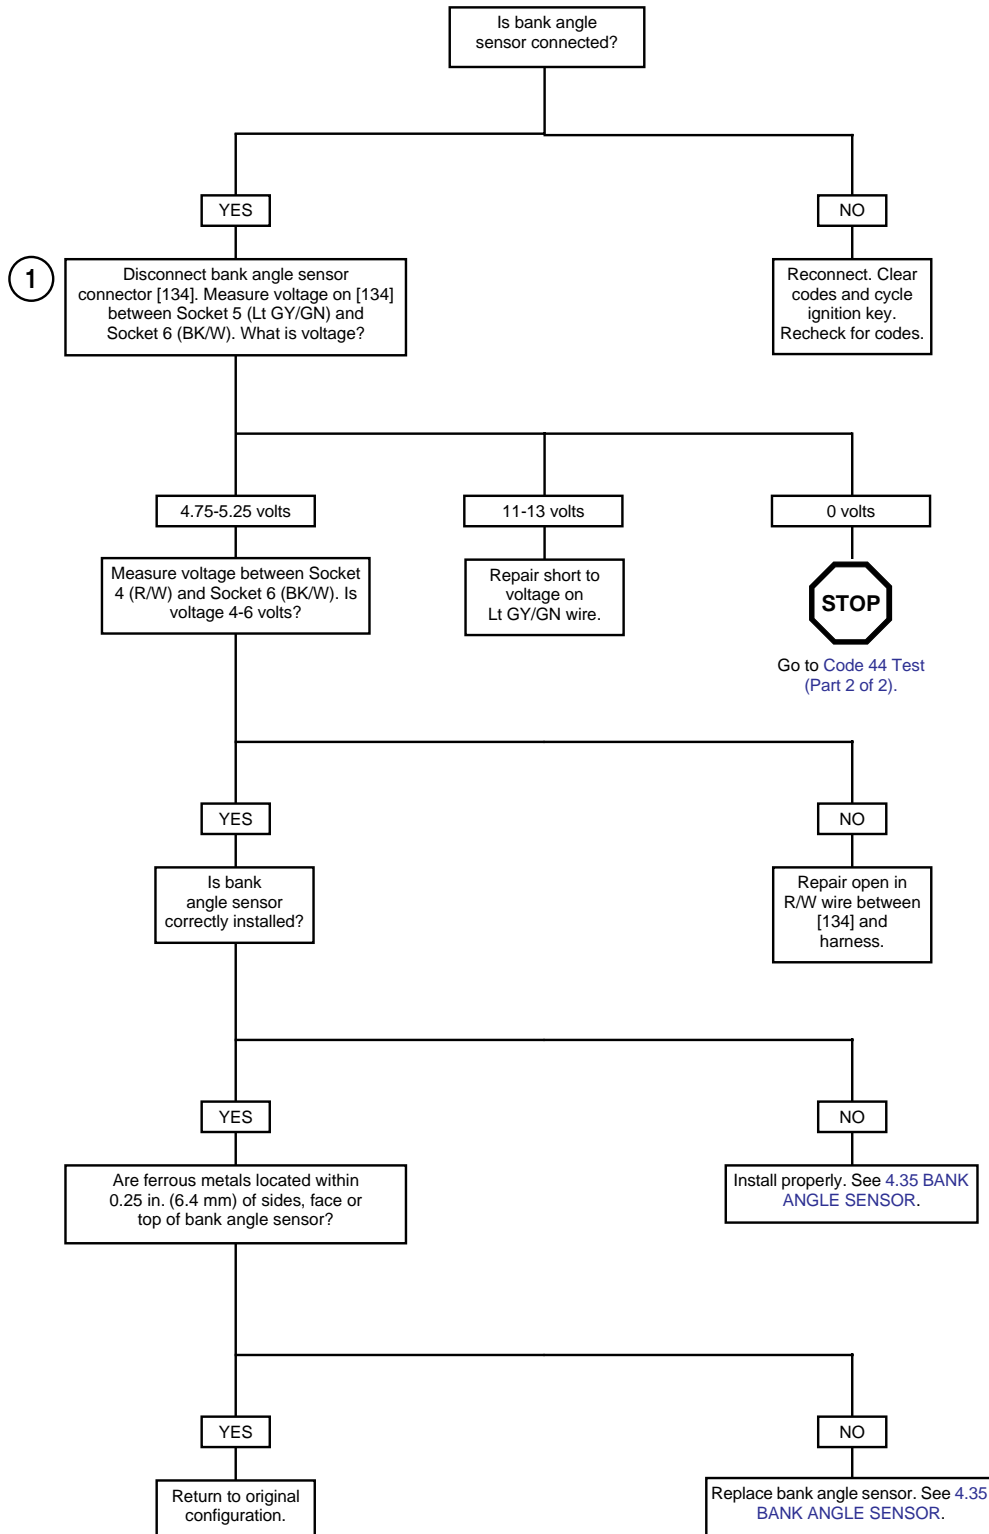 Is bank angle
sensor connected?
YES
NO
1
Disconnect bank angle sensor
connector [134]. Measure voltage on [134]
between Socket 5 (Lt GY/GN) and
Socket 6 (BK/W). What is voltage?
Reconnect. Clear
codes and cycle
ignition key.
Recheck for codes.
4.75-5.25 volts
11-13 volts
0 volts
Measure voltage between Socket
4 (R/W) and Socket 6 (BK/W). Is
voltage 4-6 volts?
Repair short to
voltage on
Lt GY/GN wire.
STOP
Go to Code 44 Test
(Part 2 of 2).
YES
NO
Is bank
angle sensor
correctly installed?
Repair open in
R/W wire between
[134] and
harness.
YES
NO
Are ferrous metals located within
0.25 in. (6.4 mm) of sides, face or
top of bank angle sensor?
Install properly. See 4.35 BANK
ANGLE SENSOR.
YES
NO
Return to original
configuration.
Replace bank angle sensor. See 4.35
BANK ANGLE SENSOR.